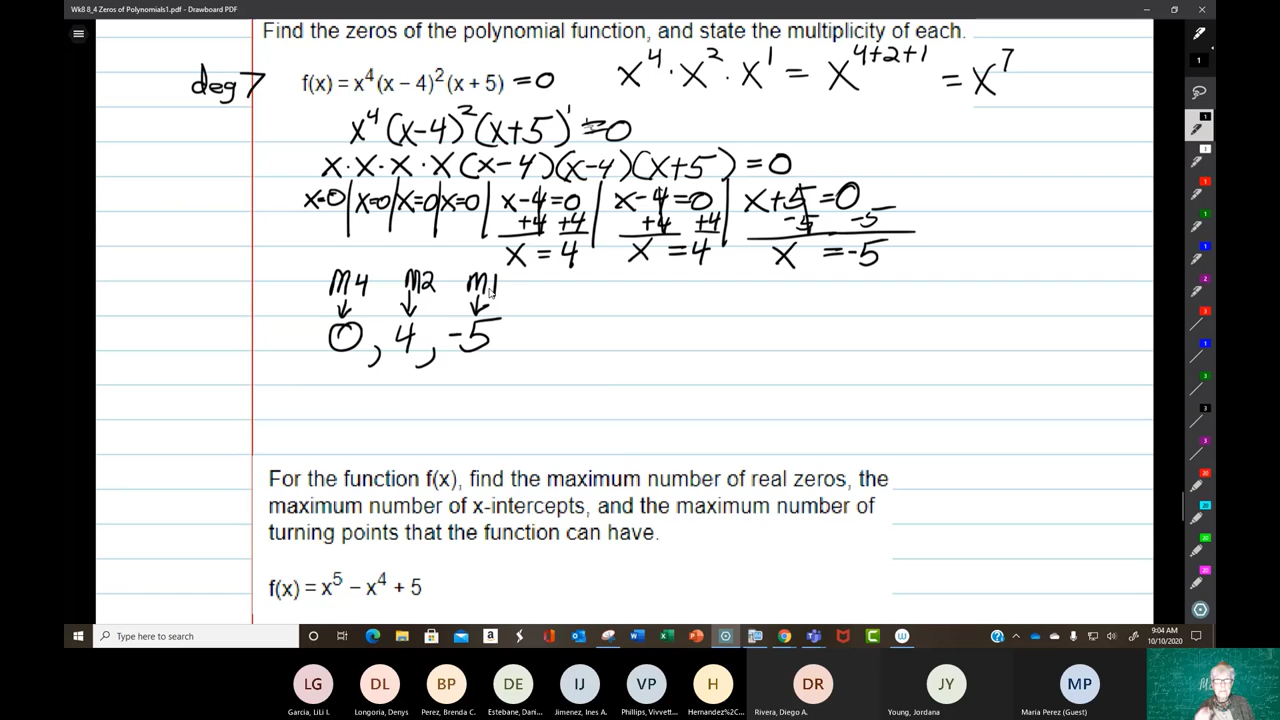 Wk8 8_4 Zeros of Polynomials1.pdf - Drawboard PDF
Find the zeros of the polynomial function, and state the multiplicity of each.
deg 7 f(x) = x⁴(x − 4)²(x + 5) = 0 x⁴ · x² · x¹ = x⁴⁺²⁺¹ = x⁷
x⁴(x−4)²(x+5)¹ = 0
x·x·x·x(x−4)(x−4)(x+5) = 0
x=0 | x=0 | x=0 | x=0 | x−4=0 | x−4=0 | x+5=0
+4 +4 +4 +4 −5 −5
x = 4 x = 4 x = −5
M4 M2 M1
0, 4, −5
For the function f(x), find the maximum number of real zeros, the
maximum number of x-intercepts, and the maximum number of
turning points that the function can have.
f(x) = x⁵ − x⁴ + 5
Type here to search
9:04 AM
10/10/2020
LG DL BP DE IJ VP H DR JY MP
Garcia, LiLi I. Longoria, Denys Perez, Brenda C. Estebane, Dani... Jimenez, Ines A. Phillips, Vivvett... Hernandez%2C... Rivera, Diego A. Young, Jordana Maria Perez (Guest)